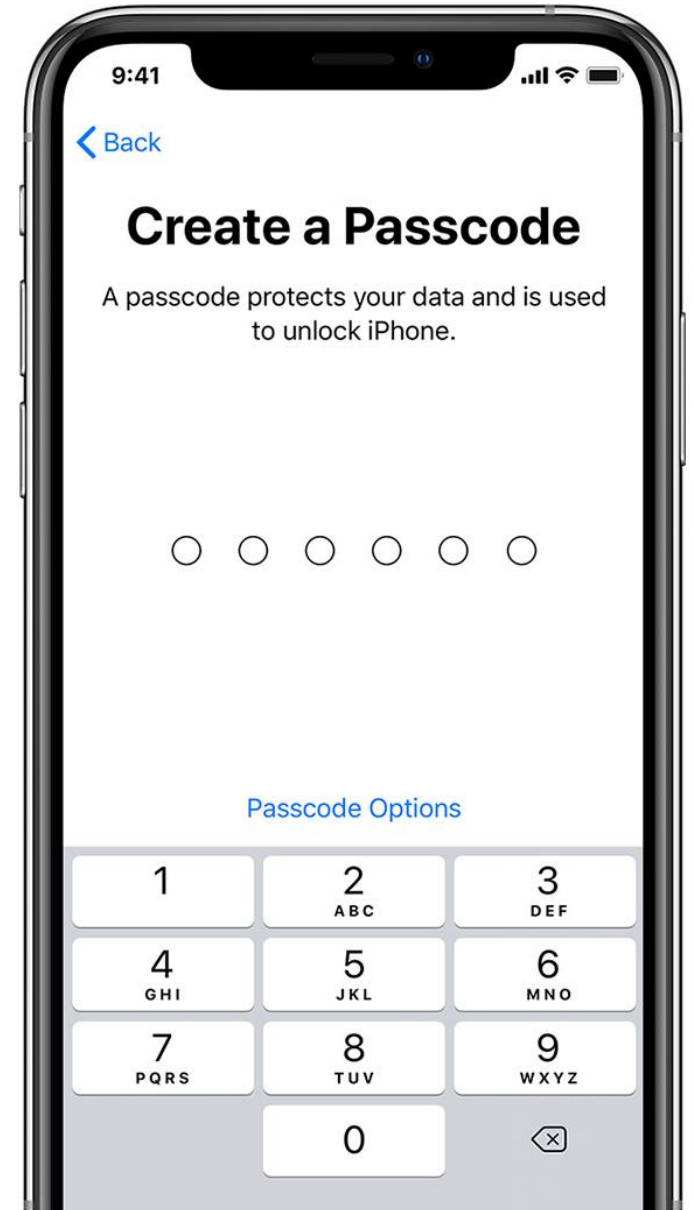 9:41
Back
Create a Passcode
A passcode protects your data and is used
to unlock iPhone.
Passcode Options
1 2 3
ABC DEF
4 5 6
GHI JKL MNO
7 8 9
PQRS TUV WXYZ
0